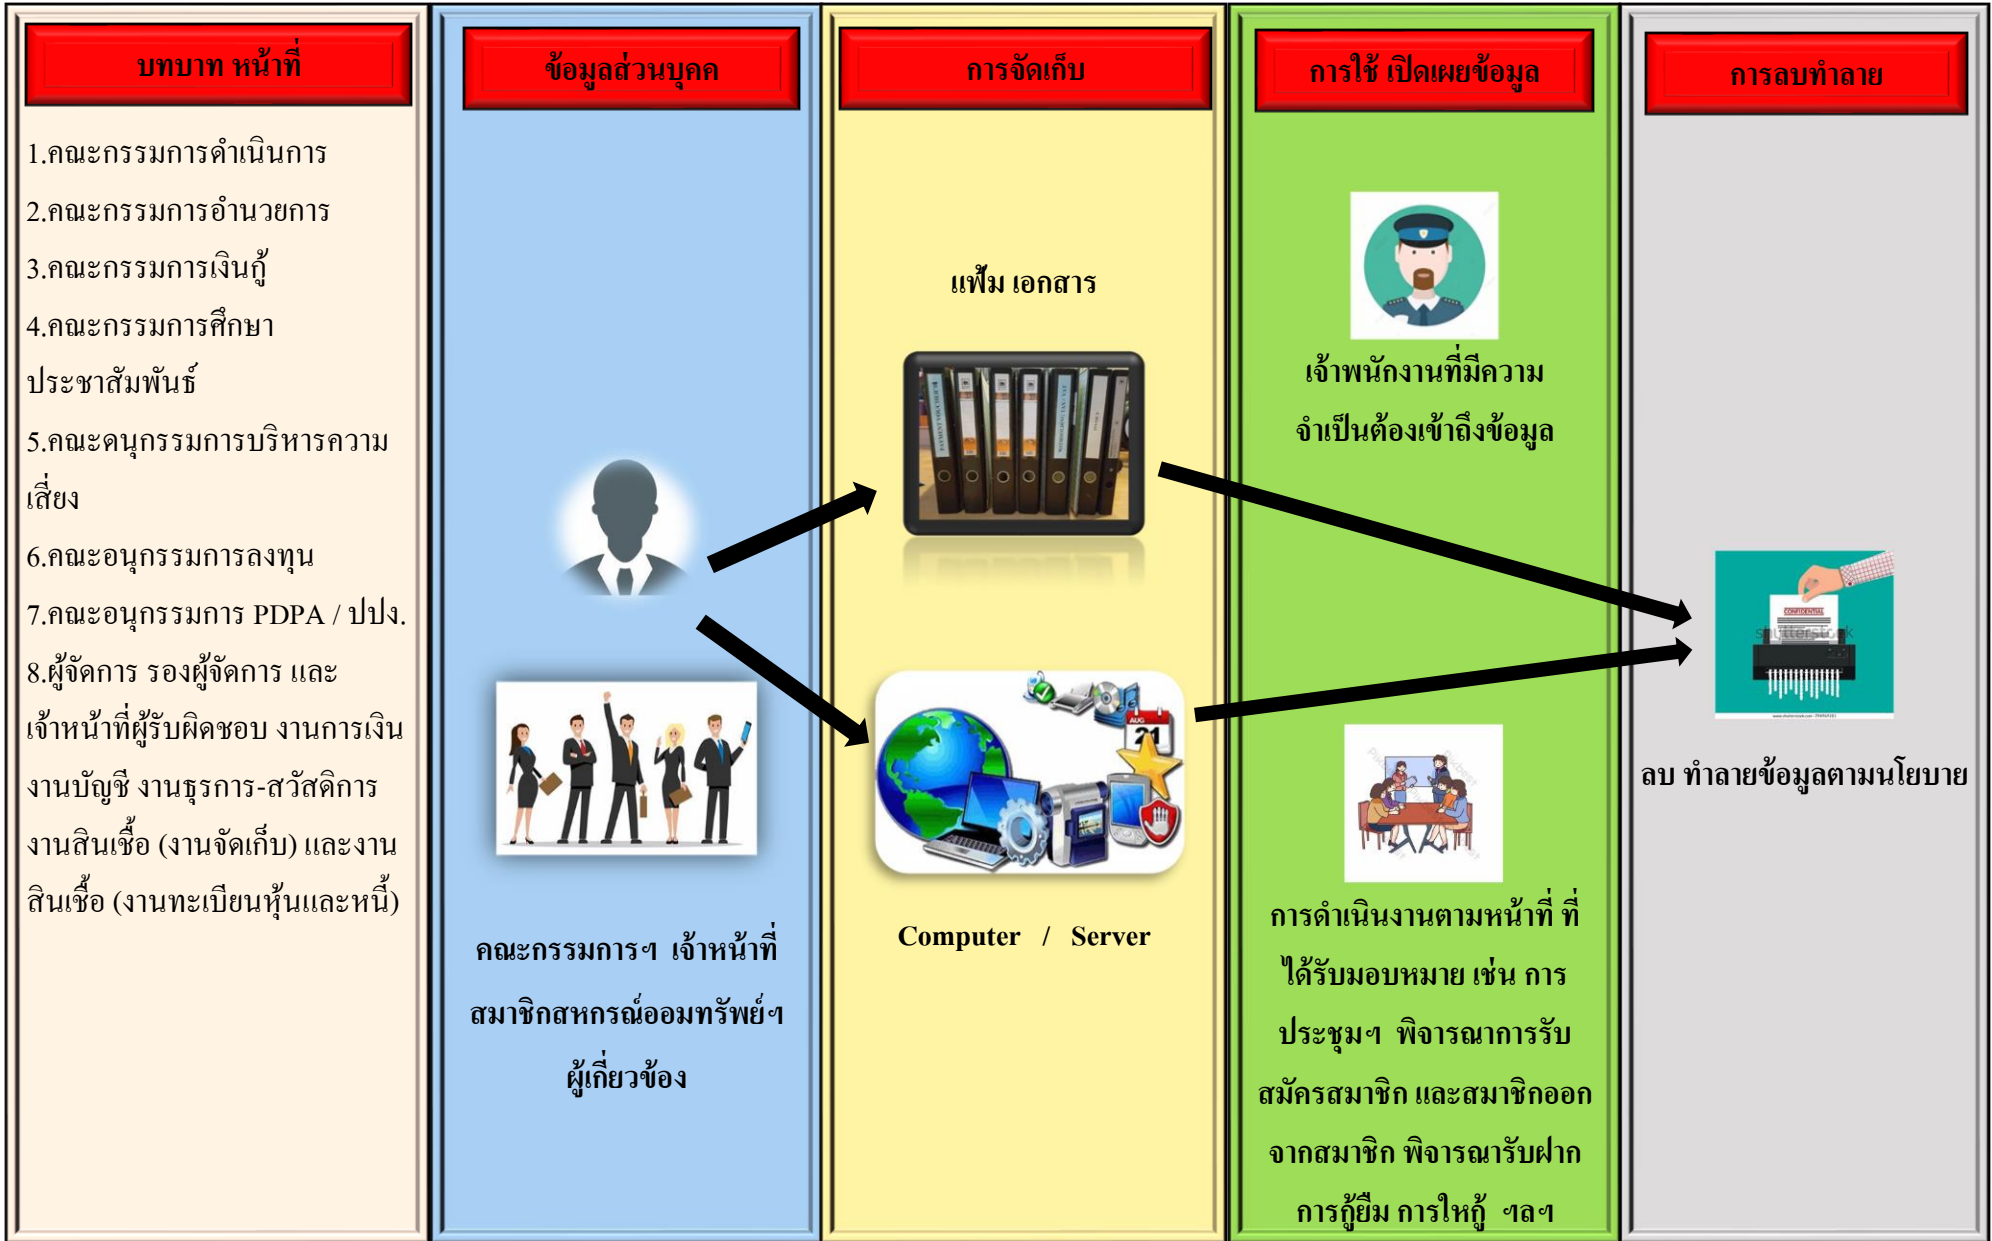 บทบาท หน้าที่
1.คณะกรรมการดำเนินการ
2.คณะกรรมการอำนวยการ
3.คณะกรรมการเงินกู้
4.คณะกรรมการศึกษา
ประชาสัมพันธ์
5.คณะดนุกรรมการบริหารความ
เสี่ยง
6.คณะอนุกรรมการลงทุน
7.คณะอนุกรรมการ PDPA / ปปง.
8.ผู้จัดการ รองผู้จัดการ และ
เจ้าหน้าที่ผู้รับผิดชอบ งานการเงิน
งานบัญชี งานธุรการ-สวัสดิการ
งานสินเชื่อ (งานจัดเก็บ) และงาน
สินเชื่อ (งานทะเบียนหุ้นและหนี้)
ข้อมูลส่วนบุคค
คณะกรรมการฯ เจ้าหน้าที่
สมาชิกสหกรณ์ออมทรัพย์ฯ
ผู้เกี่ยวข้อง
การจัดเก็บ
แฟ้ม เอกสาร
AUG
21
Computer / Server
การใช้ เปิดเผยข้อมูล
เจ้าพนักงานที่มีความ
จำเป็นต้องเข้าถึงข้อมูล
การดำเนินงานตามหน้าที่ ที่
ได้รับมอบหมาย เช่น การ
ประชุมฯ พิจารณาการรับ
สมัครสมาชิก และสมาชิกออก
จากสมาชิก พิจารณารับฝาก
การกู้ยืม การใหกู้ ฯลฯ
การลบทำลาย
CONFIDENTIAL
shutterstock
ลบ ทำลายข้อมูลตามนโยบาย